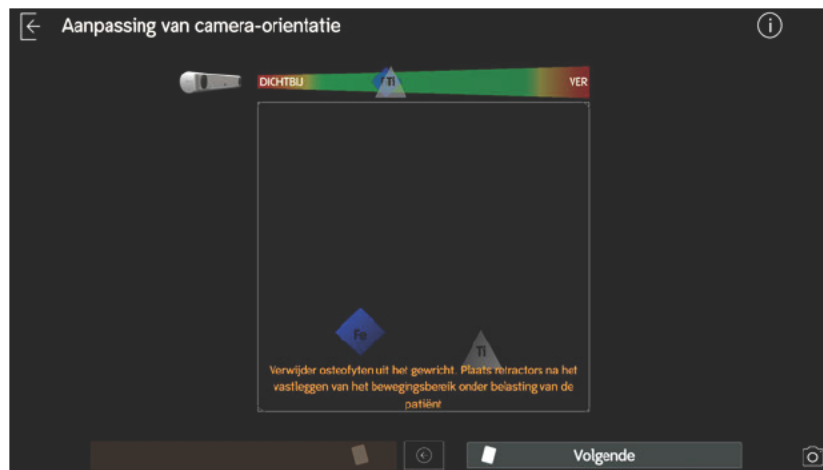 Aanpassing van camera-orientatie
DICHTBIJ
Ti
VER
Fe
Ti
Verwijder osteofyten uit het gewricht. Plaats retractors na het
vastleggen van het bewegingsbereik onder belasting van de
patiënt
Volgende